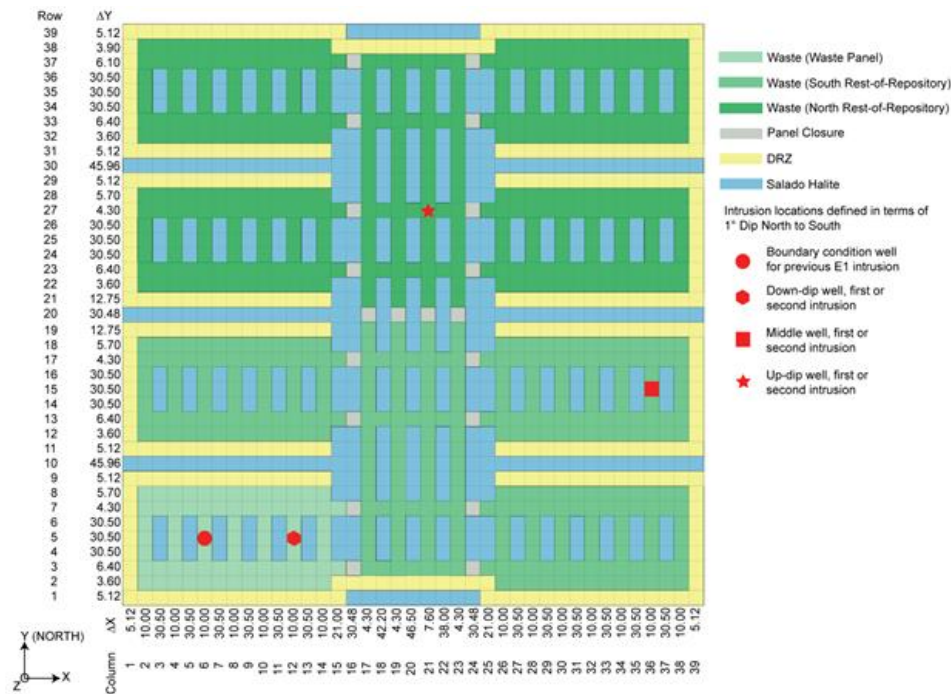 Row ΔY
39 5.12
38 3.90
37 6.10
36 30.50
35 30.50
34 30.50
33 6.40
32 3.60
31 5.12
30 45.96
29 5.12
28 5.70
27 4.30
26 30.50
25 30.50
24 30.50
23 6.40
22 3.60
21 12.75
20 30.48
19 12.75
18 5.70
17 4.30
16 30.50
15 30.50
14 30.50
13 6.40
12 3.60
11 5.12
10 45.96
9 5.12
8 5.70
7 4.30
6 30.50
5 30.50
4 30.50
3 6.40
2 3.60
1 5.12
Waste (Waste Panel)
Waste (South Rest-of-Repository)
Waste (North Rest-of-Repository)
Panel Closure
DRZ
Salado Halite
Intrusion locations defined in terms of
1° Dip North to South
Boundary condition well
for previous E1 intrusion
Down-dip well, first or
second intrusion
Middle well, first or
second intrusion
Up-dip well, first or
second intrusion
ΔX 5.12 10.00 30.50 10.00 30.50 10.00 30.50 10.00 30.50 10.00 30.50 10.00 30.50 10.00 21.00 30.48 4.30 42.20 4.30 46.50 7.60 38.00 4.30 30.48 21.00 10.00 30.50 10.00 30.50 10.00 30.50 10.00 30.50 10.00 30.50 10.00 30.50 10.00 5.12
Column 1 2 3 4 5 6 7 8 9 10 11 12 13 14 15 16 17 18 19 20 21 22 23 24 25 26 27 28 29 30 31 32 33 34 35 36 37 38 39
Y (NORTH)
X
Z